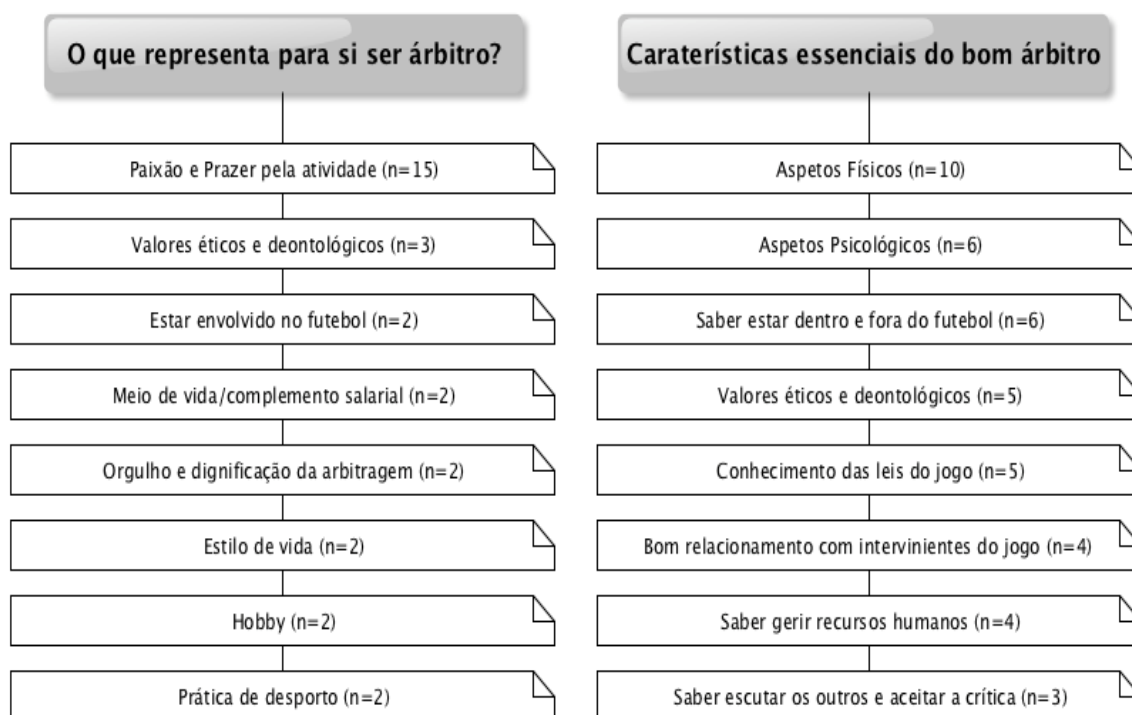 O que representa para si ser árbitro?
Paixão e Prazer pela atividade (n=15)
Valores éticos e deontológicos (n=3)
Estar envolvido no futebol (n=2)
Meio de vida/complemento salarial (n=2)
Orgulho e dignificação da arbitragem (n=2)
Estilo de vida (n=2)
Hobby (n=2)
Prática de desporto (n=2)
Caraterísticas essenciais do bom árbitro
Aspetos Físicos (n=10)
Aspetos Psicológicos (n=6)
Saber estar dentro e fora do futebol (n=6)
Valores éticos e deontológicos (n=5)
Conhecimento das leis do jogo (n=5)
Bom relacionamento com intervinientes do jogo (n=4)
Saber gerir recursos humanos (n=4)
Saber escutar os outros e aceitar a crítica (n=3)